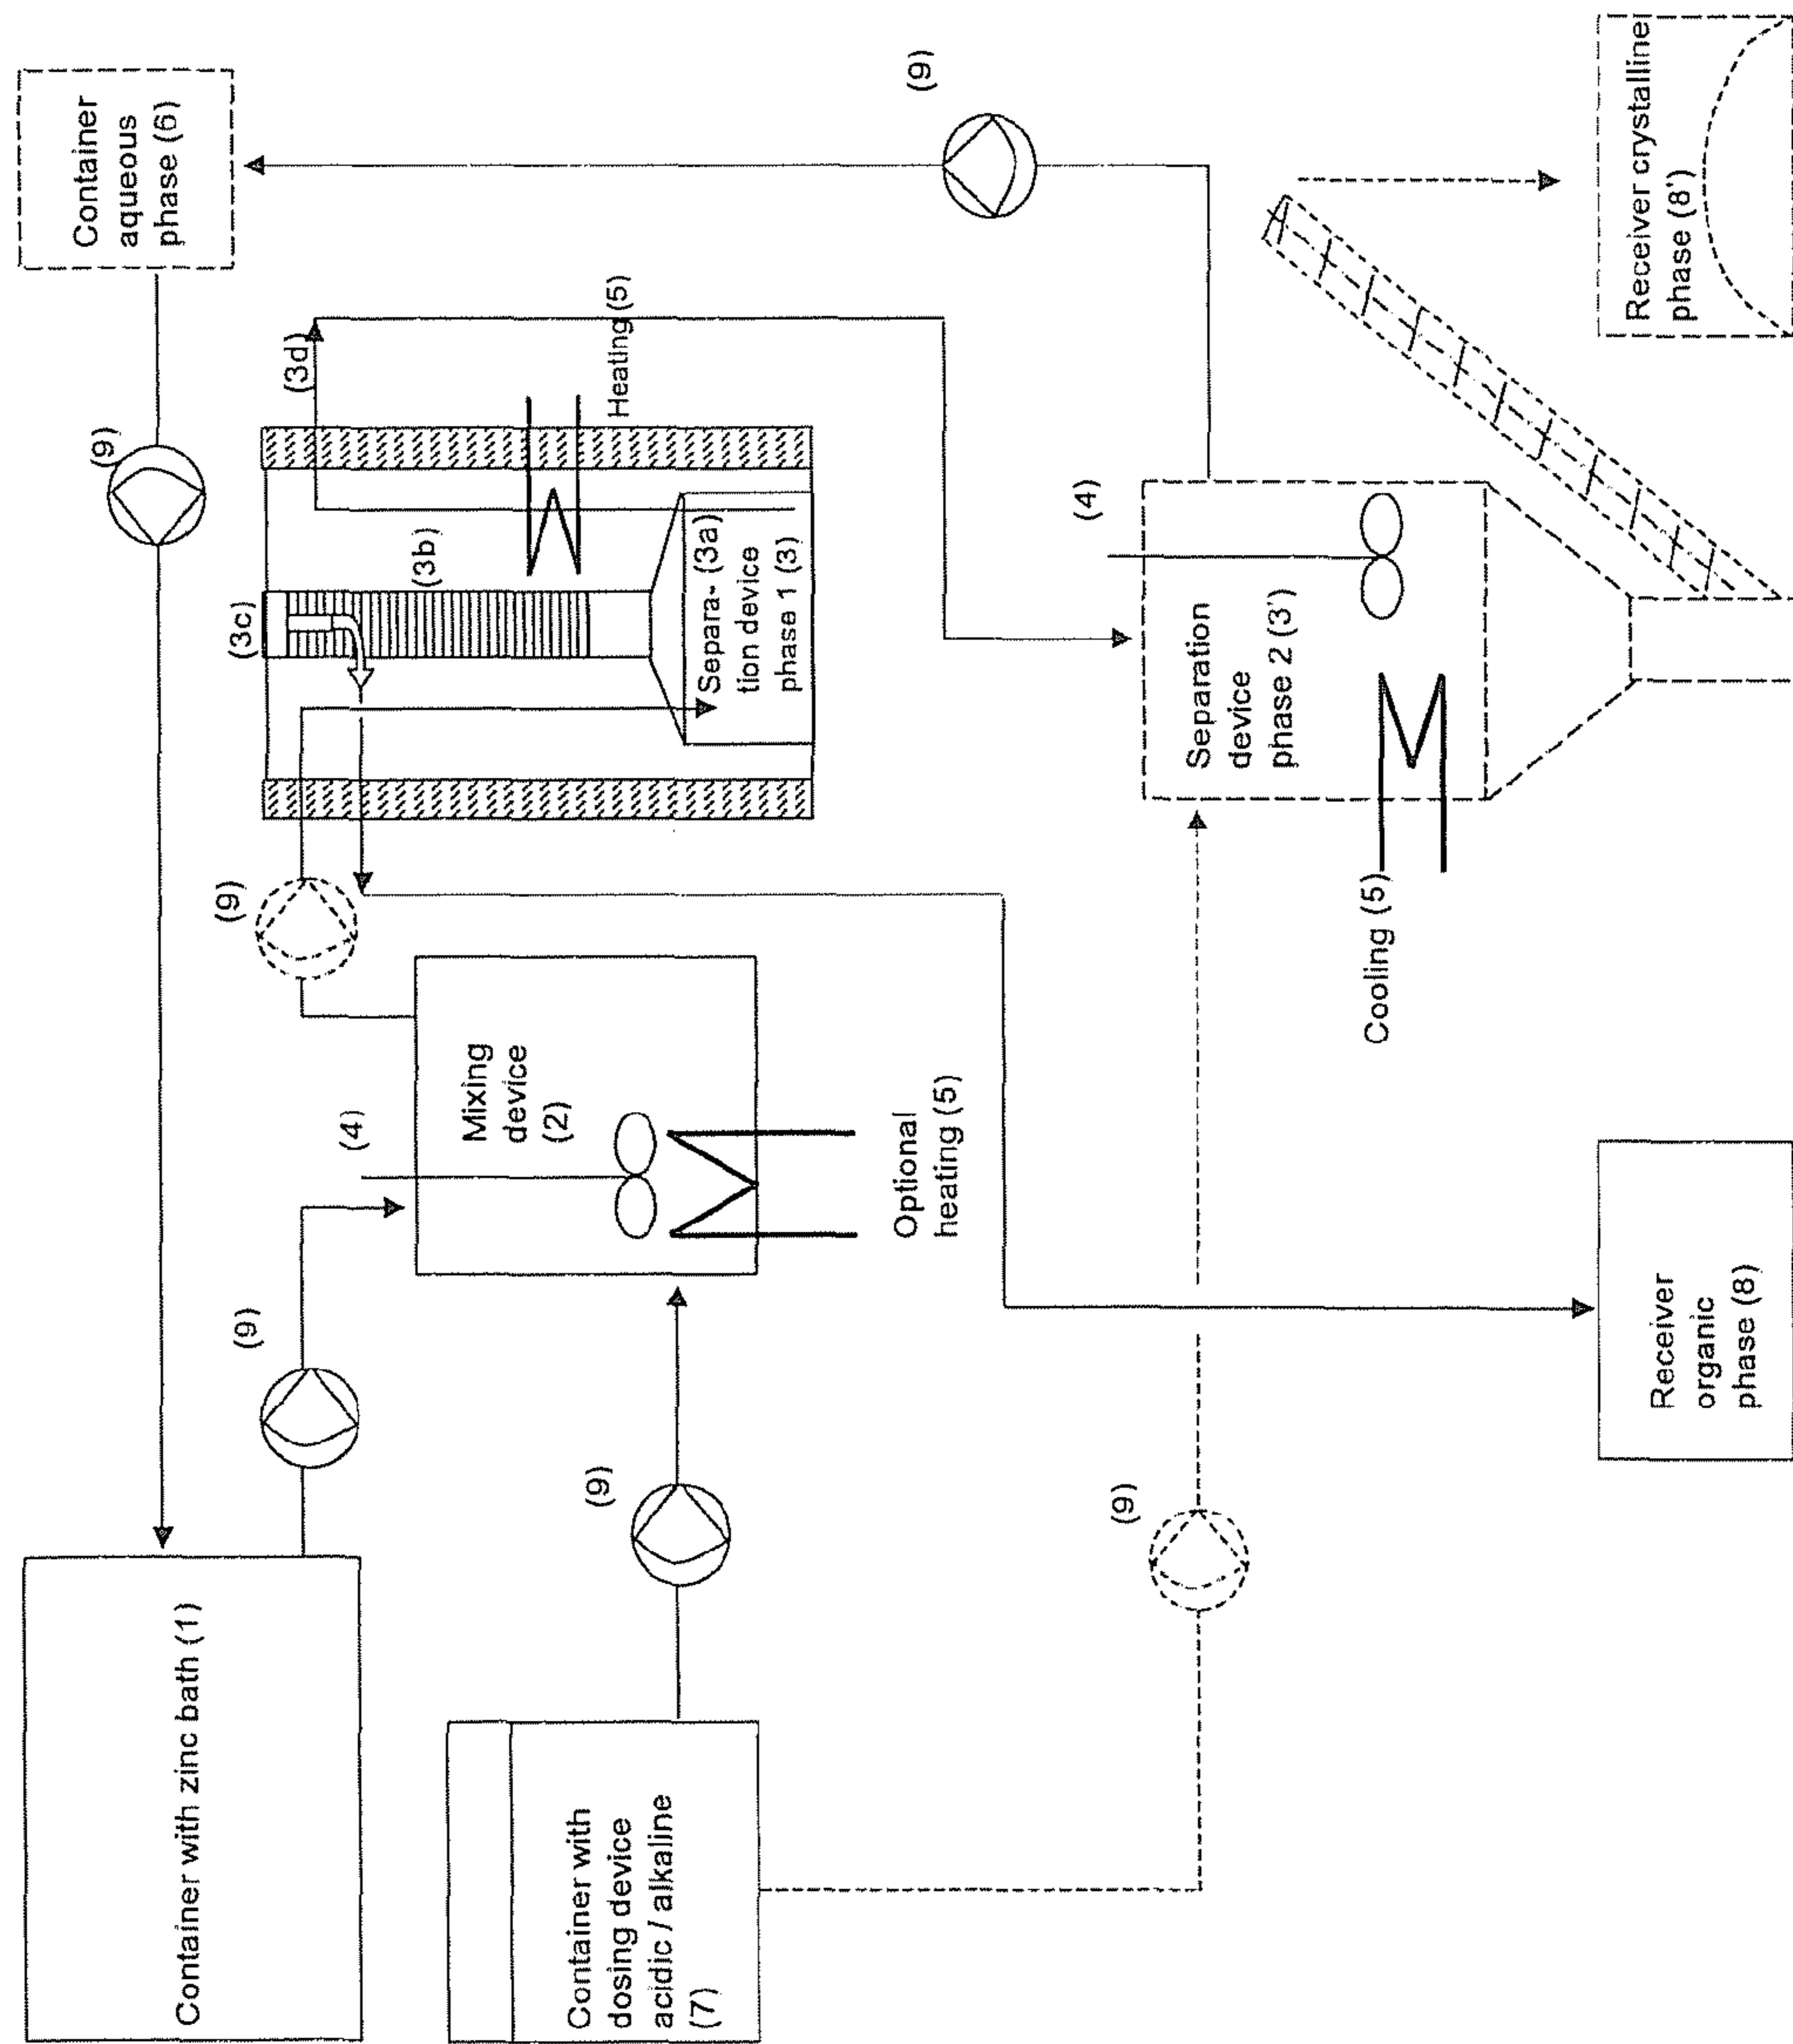 Container with zinc bath (1)
(9)
Container
aqueous
phase (6)
(9)
(9)
(3c)
(3d)
(4)
(3b)
Mixing
device
(2)
Container with
dosing device
acidic / alkaline
(7)
(9)
Heating (5)
Separa- (3a)
tion device
phase 1 (3)
Optional
heating (5)
(9)
(9)
(4)
Separation
device
phase 2 (3')
Cooling (5)
Receiver
organic
phase (8)
Receiver crystalline
phase (8')